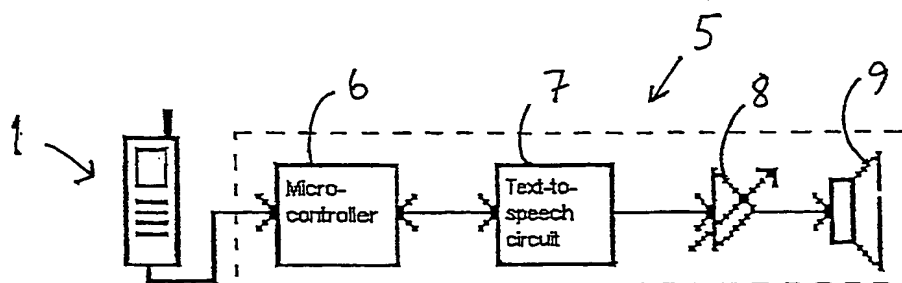 5
6
7
8
9
1
Micro-
controller
Text-to-
speech
circuit